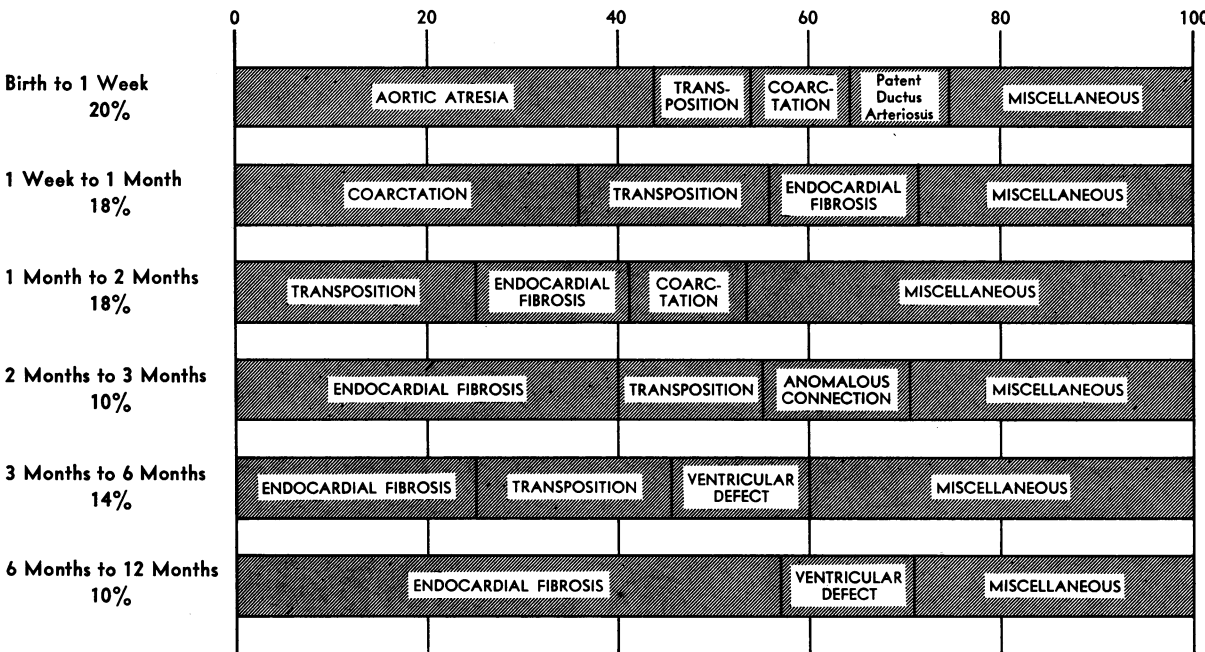 0 20 40 60 80 100
Birth to 1 Week
20%
AORTIC ATRESIA
TRANS-
POSITION
COARC-
TATION
Patent
Ductus
Arteriosus
MISCELLANEOUS
1 Week to 1 Month
18%
COARCTATION
TRANSPOSITION
ENDOCARDIAL
FIBROSIS
MISCELLANEOUS
1 Month to 2 Months
18%
TRANSPOSITION
ENDOCARDIAL
FIBROSIS
COARC-
TATION
MISCELLANEOUS
2 Months to 3 Months
10%
ENDOCARDIAL FIBROSIS
TRANSPOSITION
ANOMALOUS
CONNECTION
MISCELLANEOUS
3 Months to 6 Months
14%
ENDOCARDIAL FIBROSIS
TRANSPOSITION
VENTRICULAR
DEFECT
MISCELLANEOUS
6 Months to 12 Months
10%
ENDOCARDIAL FIBROSIS
VENTRICULAR
DEFECT
MISCELLANEOUS